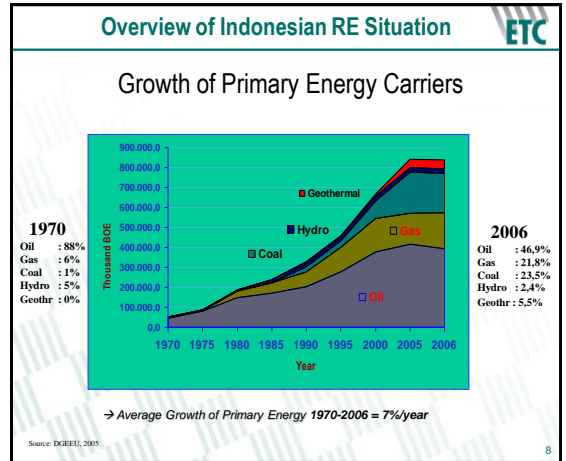 Overview of Indonesian RE Situation
ETC
Growth of Primary Energy Carriers
900.000,0
800.000,0
700.000,0
600.000,0
500.000,0
400.000,0
300.000,0
200.000,0
100.000,0
0,0
Thousand BOE
Geothermal
Hydro
Gas
Coal
Oil
1970 1975 1980 1985 1990 1995 2000 2005 2006
Year
1970
Oil : 88%
Gas : 6%
Coal : 1%
Hydro : 5%
Geothr : 0%
2006
Oil : 46,9%
Gas : 21,8%
Coal : 23,5%
Hydro : 2,4%
Geothr : 5,5%
→ Average Growth of Primary Energy 1970-2006 = 7%/year
Source: DGEEU, 2005
8